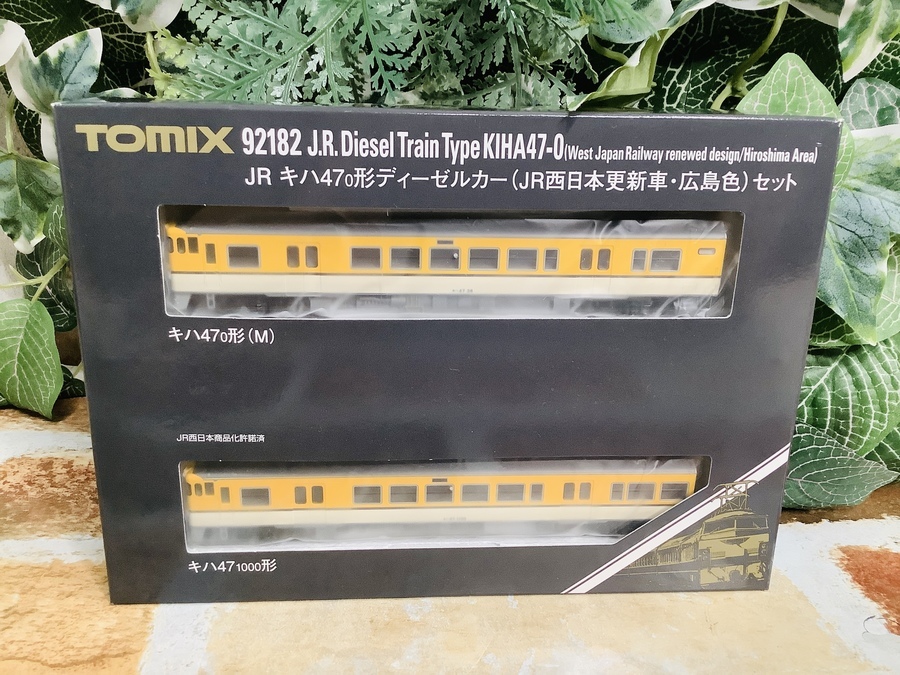 TOMIX 92182 J.R. Diesel Train Type KIHA47-0 (West Japan Railway renewed design/Hiroshima Area)
JR キハ470形ディーゼルカー(JR西日本更新車・広島色)セット
キハ470形(M)
JR西日本商品化許諾済
キハ471000形